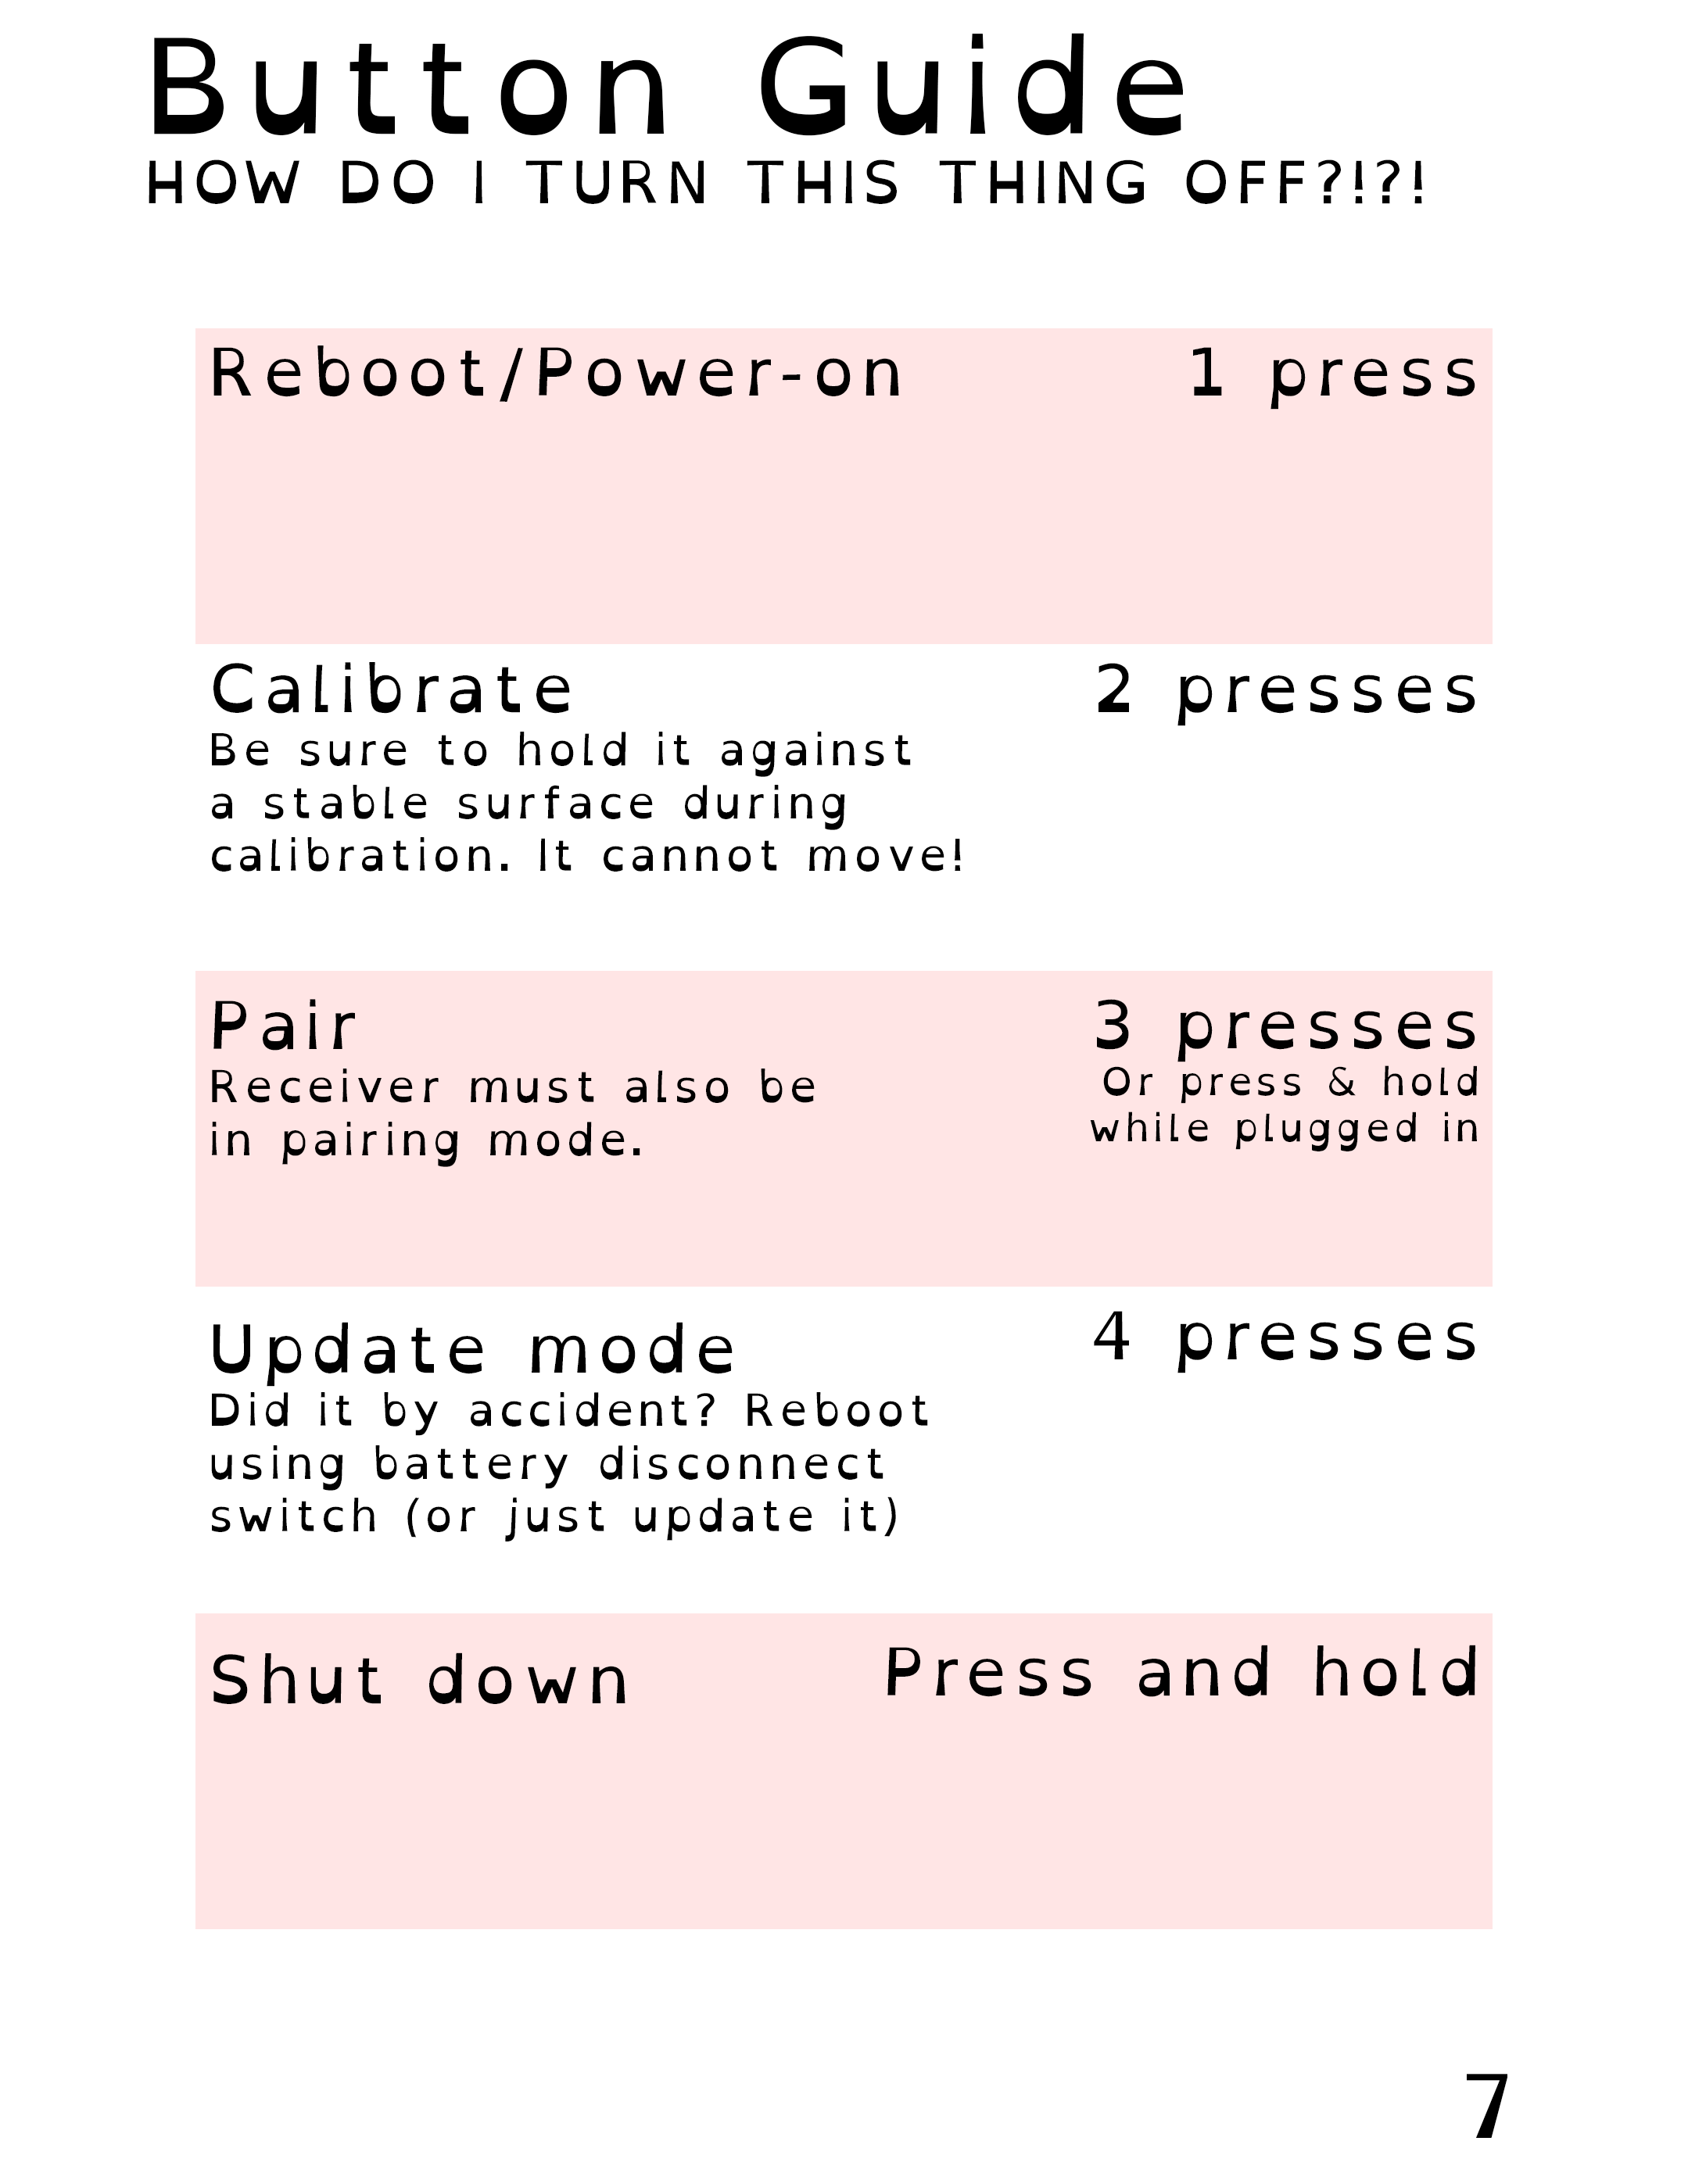 Button Guide
HOW DO I TURN THIS THING OFF?!?!
Reboot/Power-on 1 press
Calibrate 2 presses
Be sure to hold it against
a stable surface during
calibration. It cannot move!
Pair 3 presses
Receiver must also be
in pairing mode.
Or press & hold
while plugged in
Update mode 4 presses
Did it by accident? Reboot
using battery disconnect
switch (or just update it)
Shut down Press and hold
7